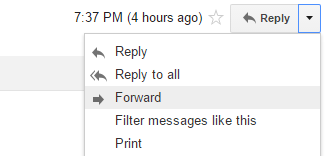 7:37 PM (4 hours ago) Reply
Reply
Reply to all
Forward
Filter messages like this
Print